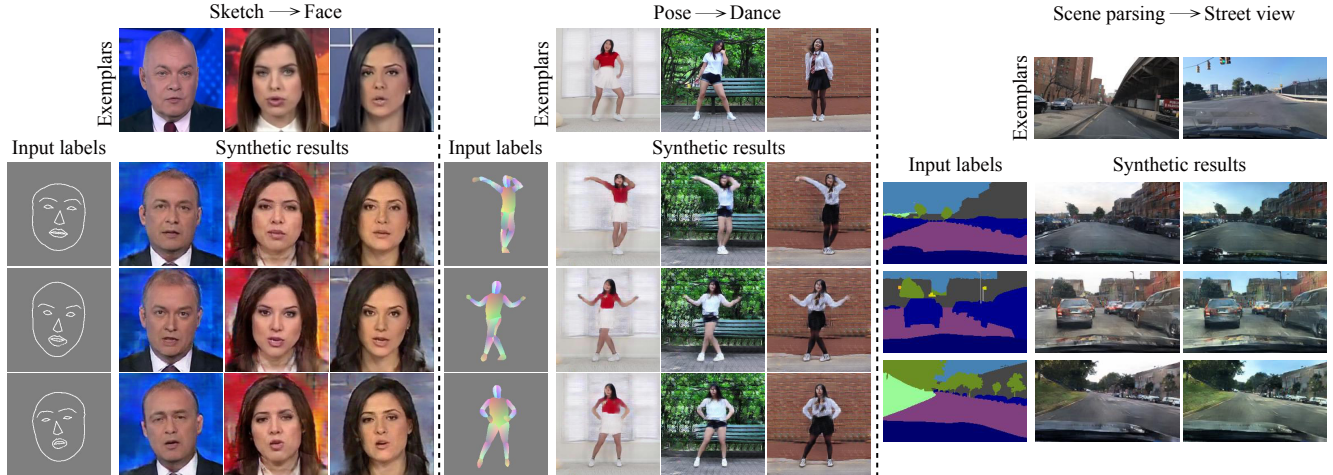 Sketch → Face
Exemplars
Input labels
Synthetic results
Pose → Dance
Exemplars
Input labels
Synthetic results
Scene parsing → Street view
Exemplars
Input labels
Synthetic results